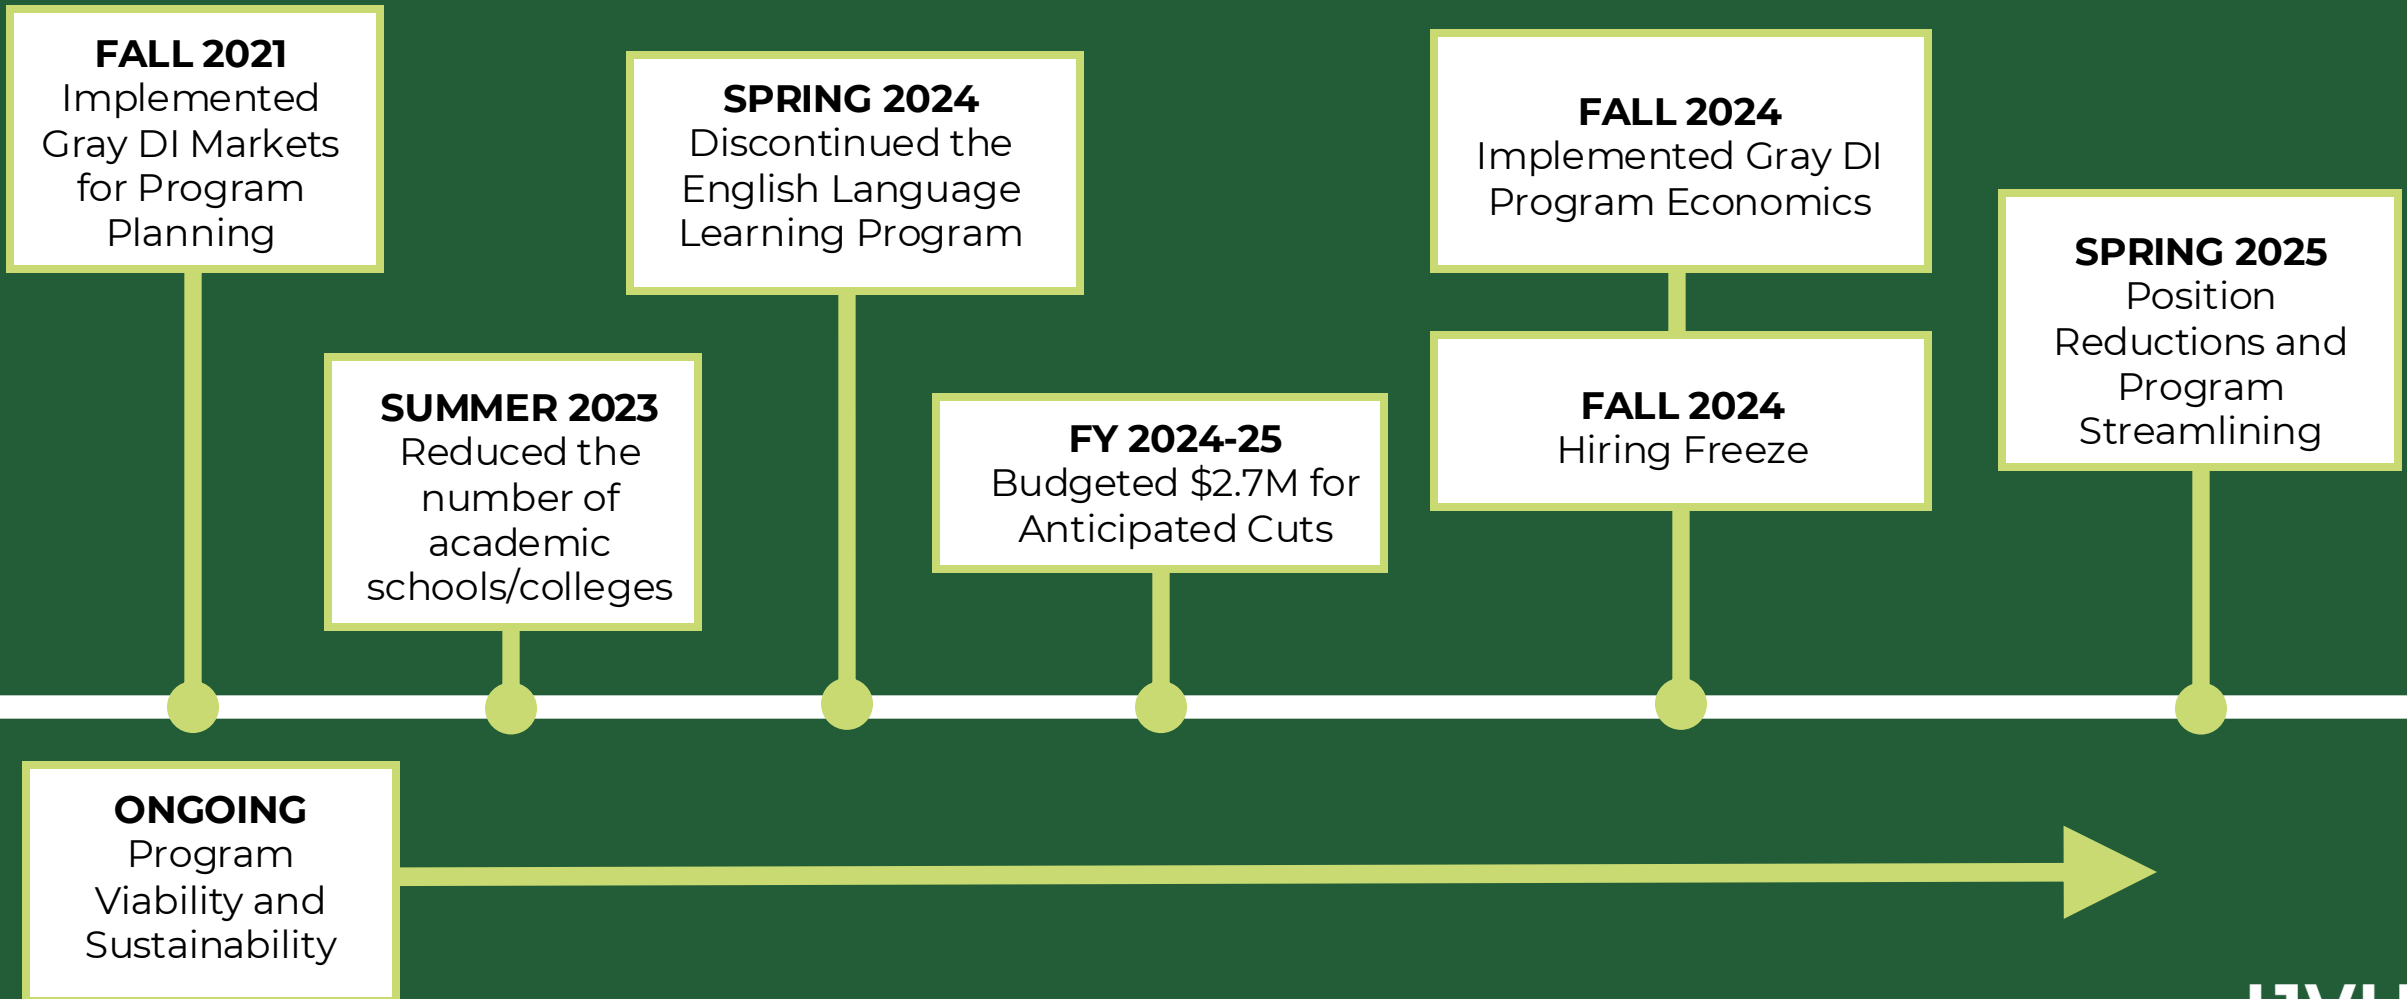 FALL 2021
Implemented
Gray DI Markets
for Program
Planning
SUMMER 2023
Reduced the
number of
academic
schools/colleges
SPRING 2024
Discontinued the
English Language
Learning Program
FY 2024-25
Budgeted $2.7M for
Anticipated Cuts
FALL 2024
Implemented Gray DI
Program Economics
FALL 2024
Hiring Freeze
SPRING 2025
Position
Reductions and
Program
Streamlining
ONGOING
Program
Viability and
Sustainability